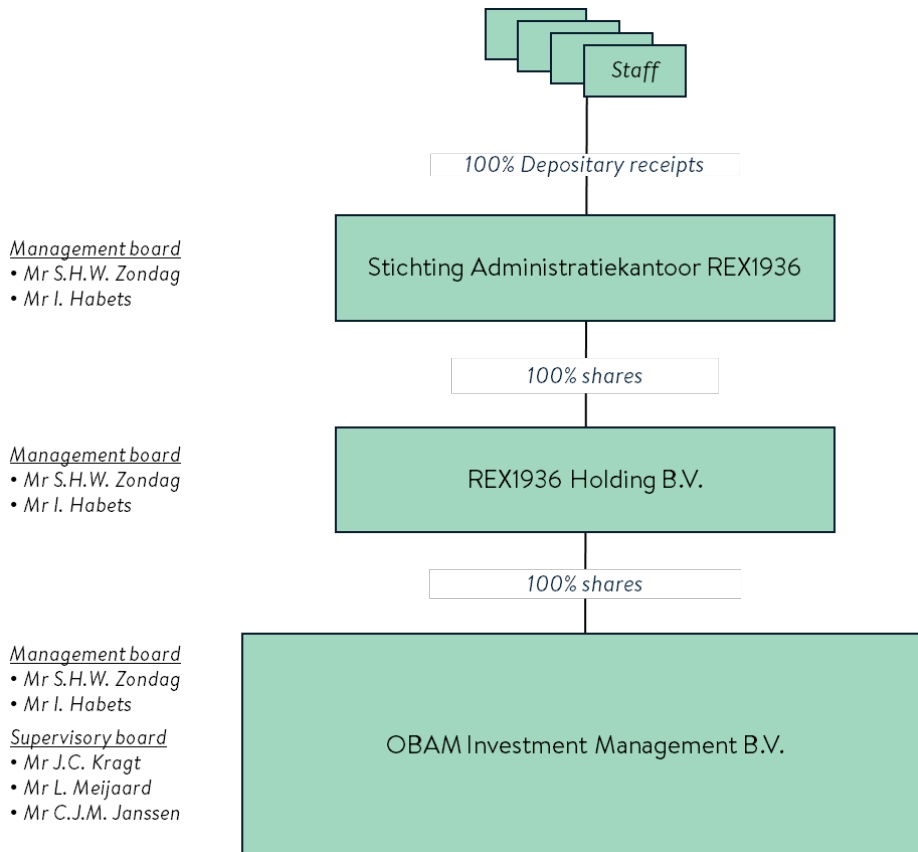 Staff
100% Depositary receipts
Management board
• Mr S.H.W. Zondag
• Mr I. Habets
Stichting Administratiekantoor REX1936
100% shares
Management board
• Mr S.H.W. Zondag
• Mr I. Habets
REX1936 Holding B.V.
100% shares
Management board
• Mr S.H.W. Zondag
• Mr I. Habets
Supervisory board
• Mr J.C. Kragt
• Mr L. Meijaard
• Mr C.J.M. Janssen
OBAM Investment Management B.V.